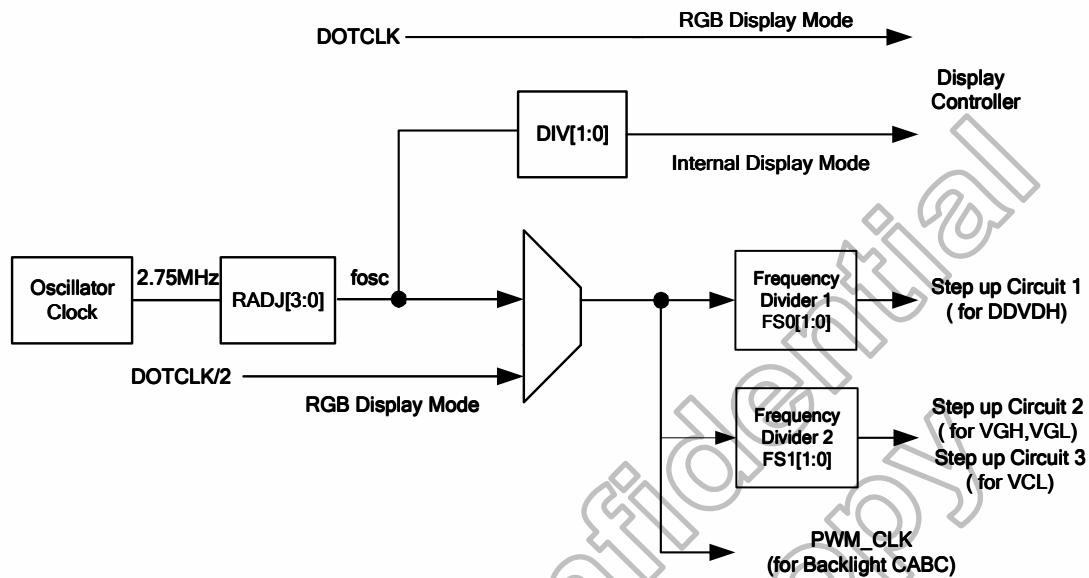 RGB Display Mode
DOTCLK
Display
Controller
DIV[1:0]
Internal Display Mode
Oscillator
Clock
2.75MHz
RADJ[3:0]
fosc
Frequency
Divider 1
FS0[1:0]
Step up Circuit 1
( for DDVDH)
DOTCLK/2
RGB Display Mode
Frequency
Divider 2
FS1[1:0]
Step up Circuit 2
( for VGH,VGL)
Step up Circuit 3
( for VCL)
PWM_CLK
(for Backlight CABC)